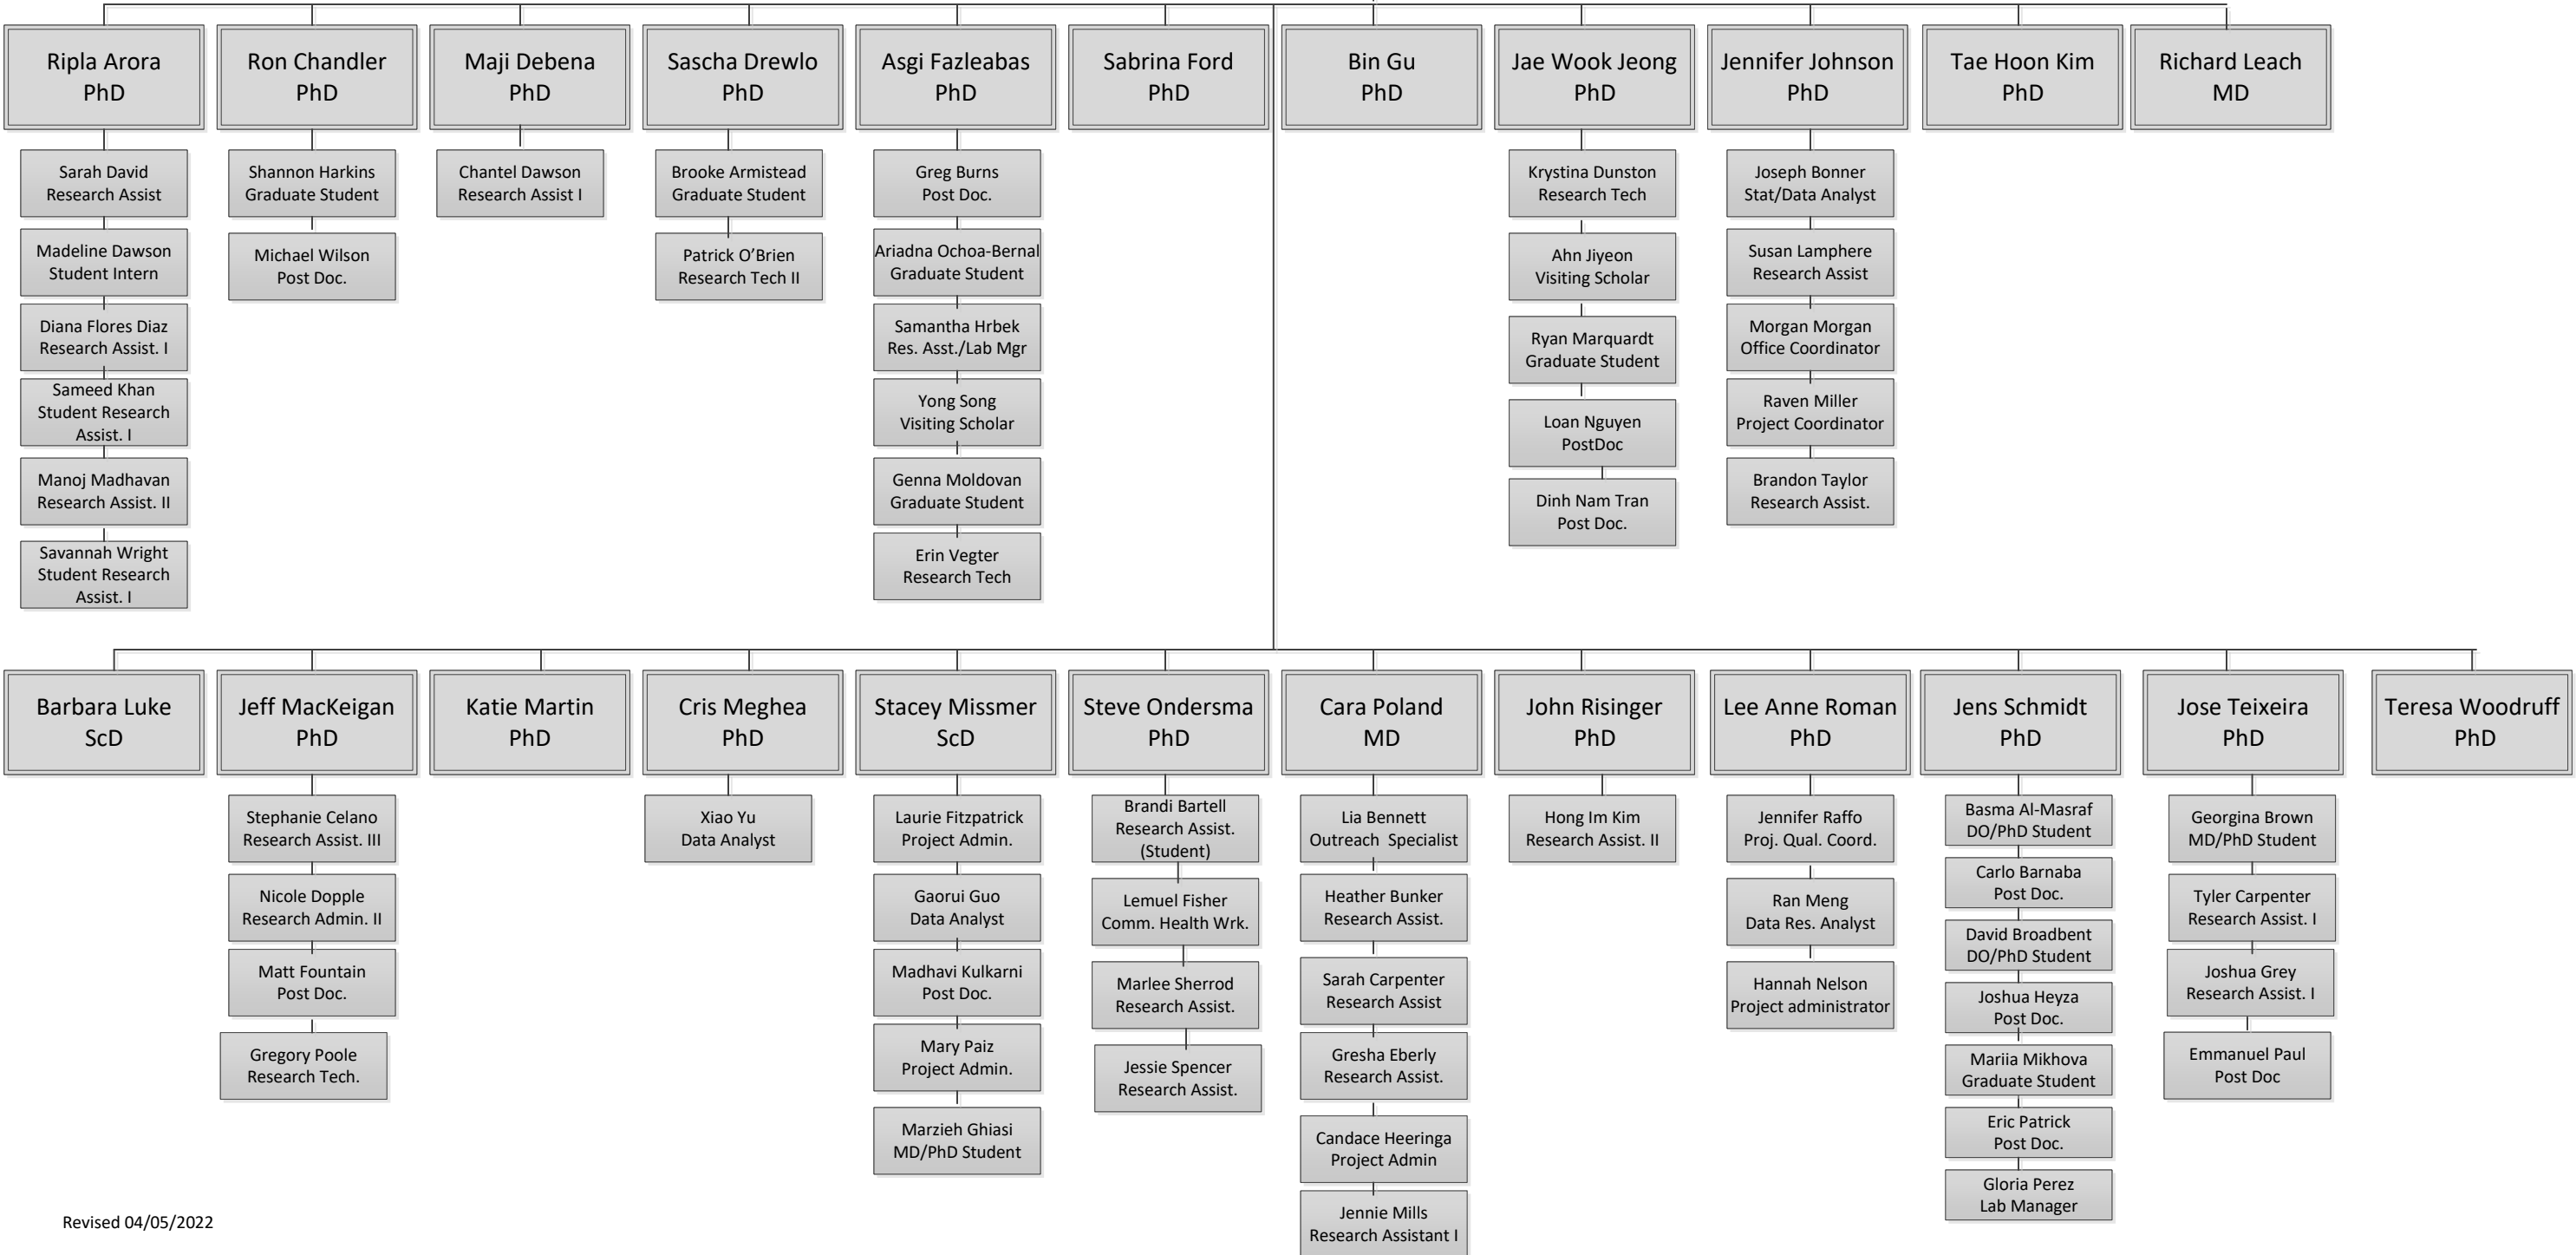 Ripla Arora
PhD
Ron Chandler
PhD
Maji Debena
PhD
Sascha Drewlo
PhD
Asgi Fazleabas
PhD
Sabrina Ford
PhD
Bin Gu
PhD
Jae Wook Jeong
PhD
Jennifer Johnson
PhD
Tae Hoon Kim
PhD
Richard Leach
MD
Sarah David
Research Assist
Madeline Dawson
Student Intern
Diana Flores Diaz
Research Assist. I
Sameed Khan
Student Research
Assist. I
Manoj Madhavan
Research Assist. II
Savannah Wright
Student Research
Assist. I
Shannon Harkins
Graduate Student
Michael Wilson
Post Doc.
Chantel Dawson
Research Assist I
Brooke Armistead
Graduate Student
Patrick O’Brien
Research Tech II
Greg Burns
Post Doc.
Ariadna Ochoa-Bernal
Graduate Student
Samantha Hrbek
Res. Asst./Lab Mgr
Yong Song
Visiting Scholar
Genna Moldovan
Graduate Student
Erin Vegter
Research Tech
Krystina Dunston
Research Tech
Ahn Jiyeon
Visiting Scholar
Ryan Marquardt
Graduate Student
Loan Nguyen
PostDoc
Dinh Nam Tran
Post Doc.
Joseph Bonner
Stat/Data Analyst
Susan Lamphere
Research Assist
Morgan Morgan
Office Coordinator
Raven Miller
Project Coordinator
Brandon Taylor
Research Assist.
Barbara Luke
ScD
Jeff MacKeigan
PhD
Katie Martin
PhD
Cris Meghea
PhD
Stacey Missmer
ScD
Steve Ondersma
PhD
Cara Poland
MD
John Risinger
PhD
Lee Anne Roman
PhD
Jens Schmidt
PhD
Jose Teixeira
PhD
Teresa Woodruff
PhD
Stephanie Celano
Research Assist. III
Nicole Dopple
Research Admin. II
Matt Fountain
Post Doc.
Gregory Poole
Research Tech.
Xiao Yu
Data Analyst
Laurie Fitzpatrick
Project Admin.
Gaorui Guo
Data Analyst
Madhavi Kulkarni
Post Doc.
Mary Paiz
Project Admin.
Marzieh Ghiasi
MD/PhD Student
Brandi Bartell
Research Assist.
(Student)
Lemuel Fisher
Comm. Health Wrk.
Marlee Sherrod
Research Assist.
Jessie Spencer
Research Assist.
Lia Bennett
Outreach  Specialist
Heather Bunker
Research Assist.
Sarah Carpenter
Research Assist
Gresha Eberly
Research Assist.
Candace Heeringa
Project Admin
Jennie Mills
Research Assistant I
Hong Im Kim
Research Assist. II
Jennifer Raffo
Proj. Qual. Coord.
Ran Meng
Data Res. Analyst
Hannah Nelson
Project administrator
Basma Al-Masraf
DO/PhD Student
Carlo Barnaba
Post Doc.
David Broadbent
DO/PhD Student
Joshua Heyza
Post Doc.
Mariia Mikhova
Graduate Student
Eric Patrick
Post Doc.
Gloria Perez
Lab Manager
Georgina Brown
MD/PhD Student
Tyler Carpenter
Research Assist. I
Joshua Grey
Research Assist. I
Emmanuel Paul
Post Doc
Revised 04/05/2022